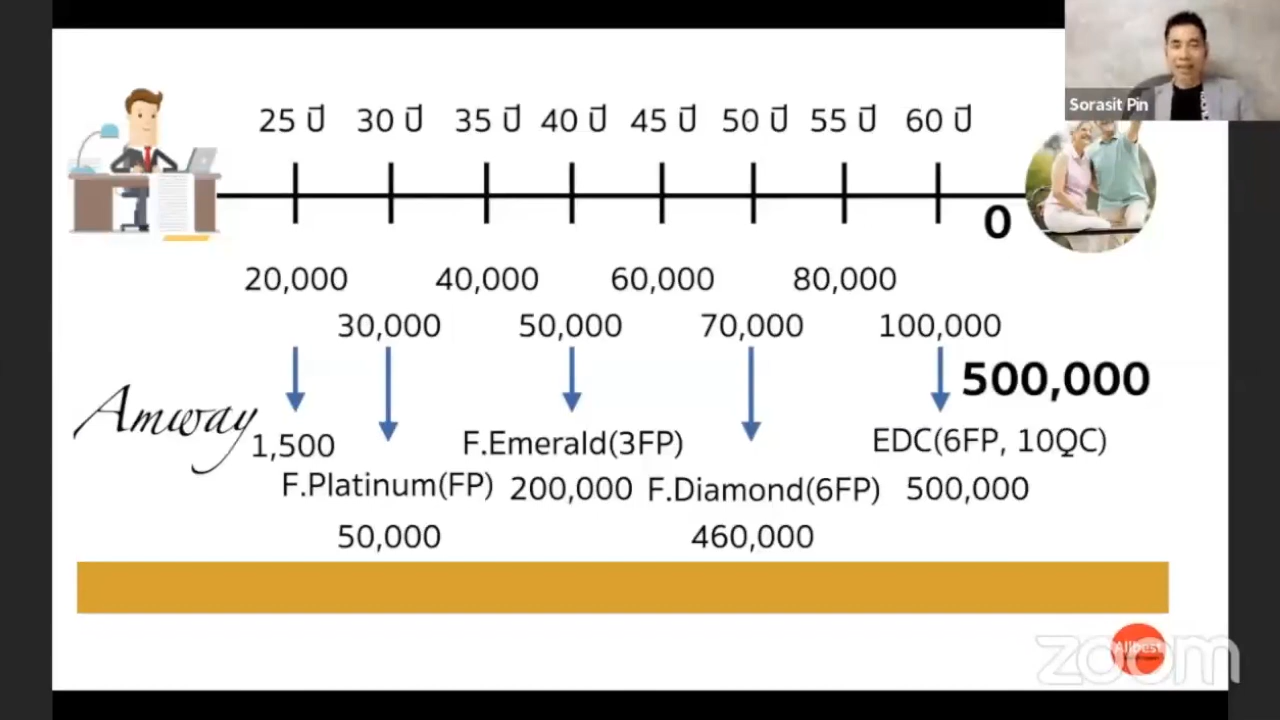 Sorasit Pin
25 ปี 30 ปี 35 ปี 40 ปี 45 ปี 50 ปี 55 ปี 60 ปี
0
20,000 40,000 60,000 80,000
30,000 50,000 70,000 100,000
500,000
Amway
1,500 F.Emerald(3FP) EDC(6FP, 10QC)
F.Platinum(FP) 200,000 F.Diamond(6FP) 500,000
50,000 460,000
Allbest
zoom